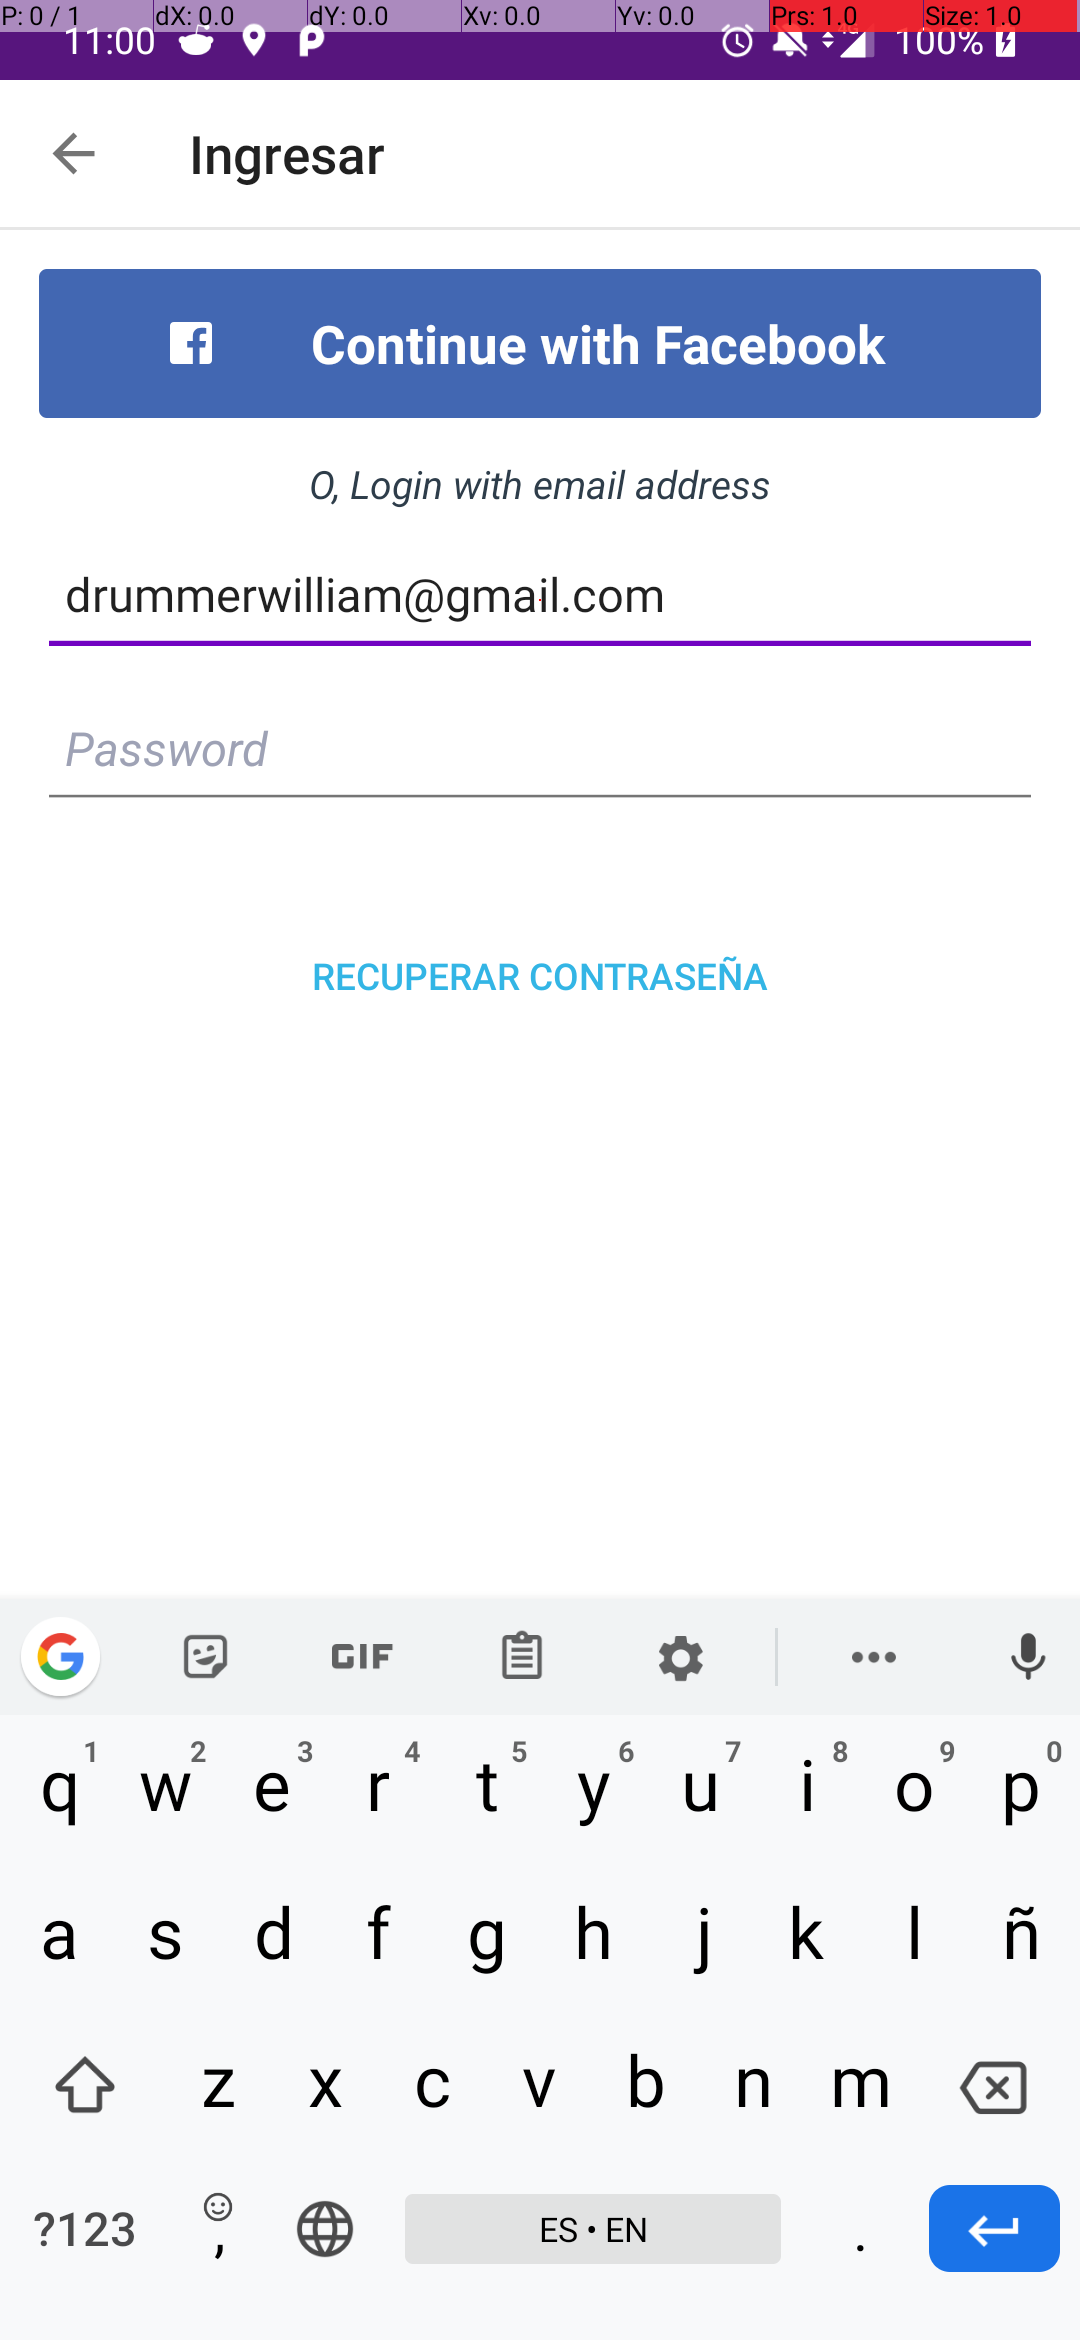 P: 0 / 1 dX: 0.0 dY: 0.0 Xv: 0.0 Yv: 0.0 Prs: 1.0 Size: 1.0
11:00 100%
Ingresar
Continue with Facebook
O, Login with email address
drummerwilliam@gmail.com
Password
RECUPERAR CONTRASEÑA
GIF
1 2 3 4 5 6 7 8 9 0
q w e r t y u i o p
a s d f g h j k l ñ
z x c v b n m
?123 , ES • EN .